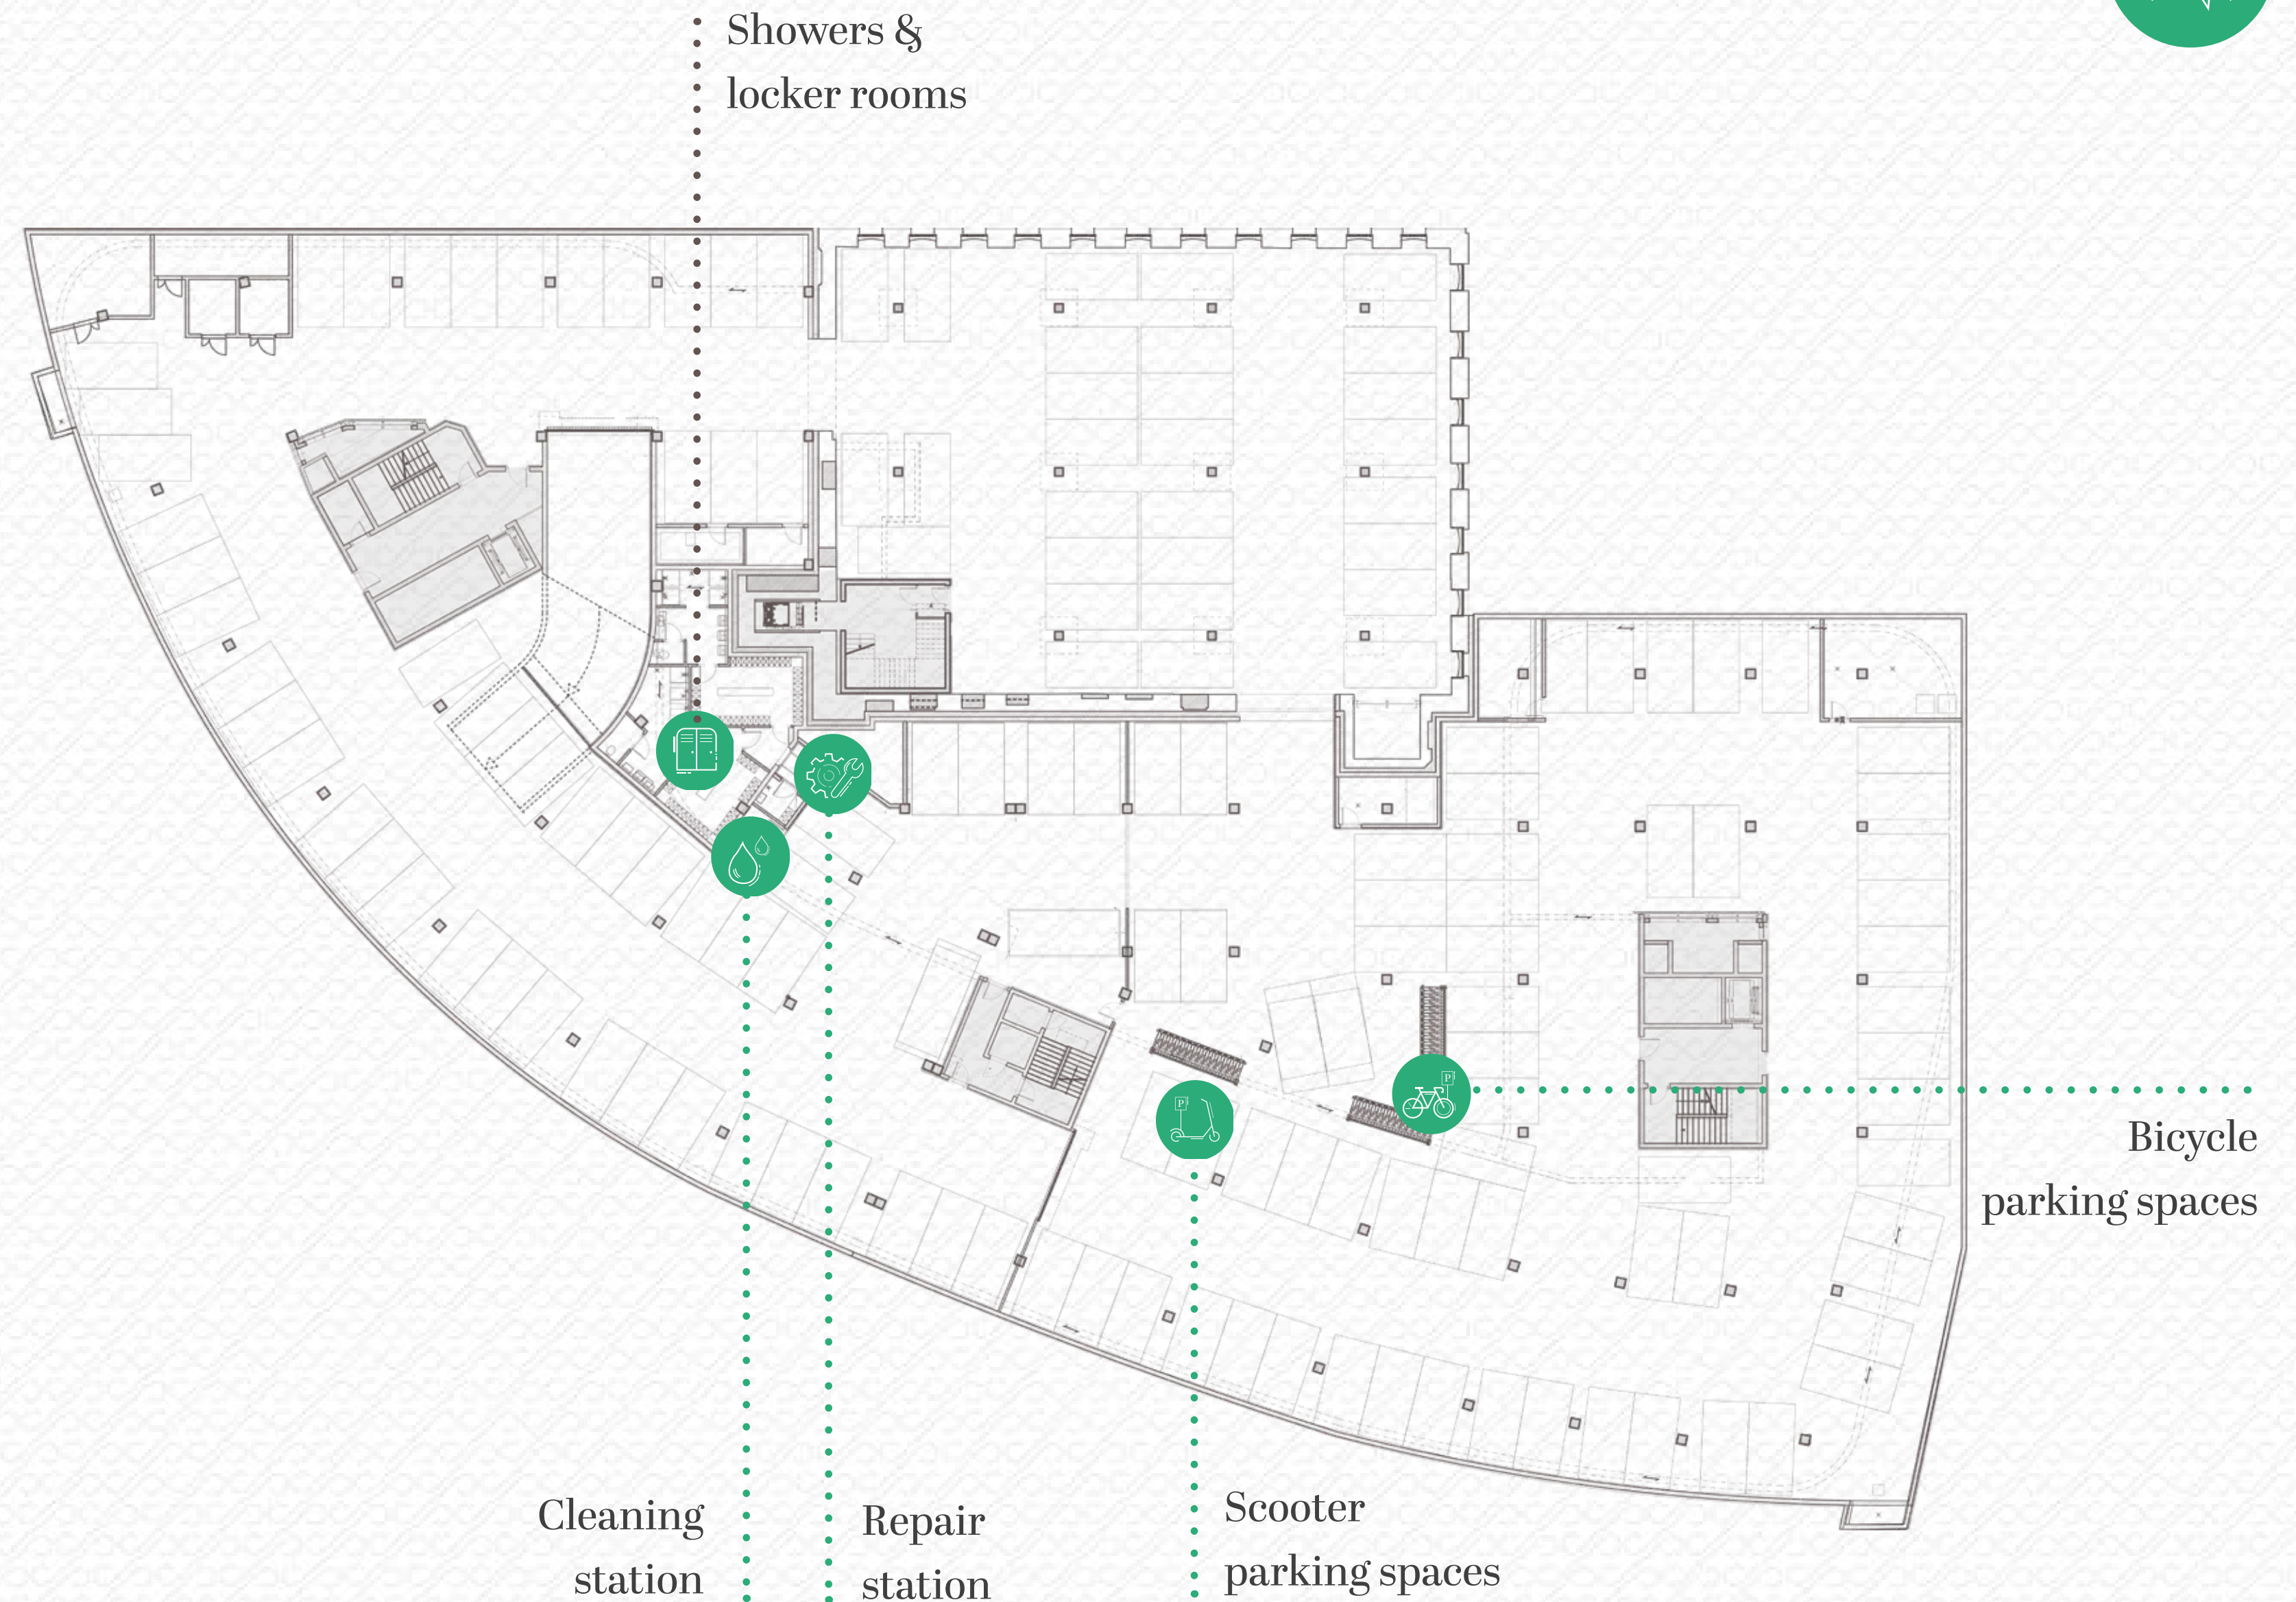 Showers &
locker rooms
P
P
Bicycle
parking spaces
Cleaning
station
Repair
station
Scooter
parking spaces